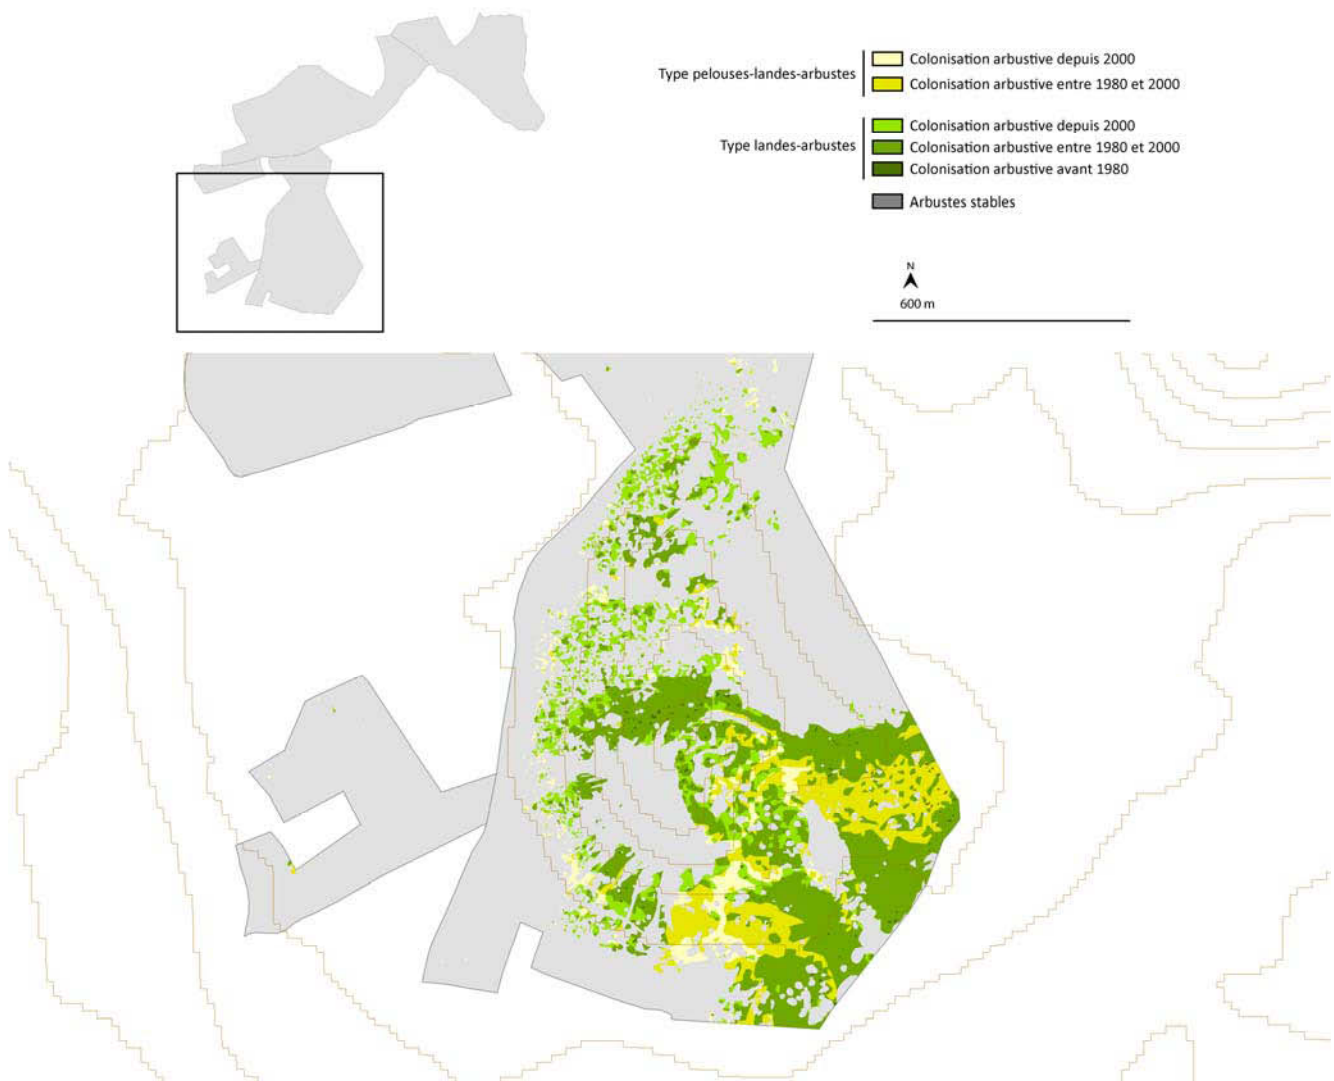 Type pelouses-landes-arbustes
Colonisation arbustive depuis 2000
Colonisation arbustive entre 1980 et 2000
Type landes-arbustes
Colonisation arbustive depuis 2000
Colonisation arbustive entre 1980 et 2000
Colonisation arbustive avant 1980
Arbustes stables
N
600 m